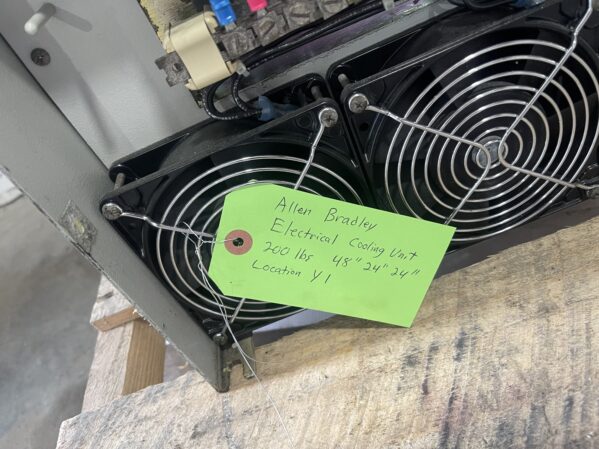 Allen Bradley
Electrical Cooling Unit
200 lbs 48" 24" 24"
Location Y1